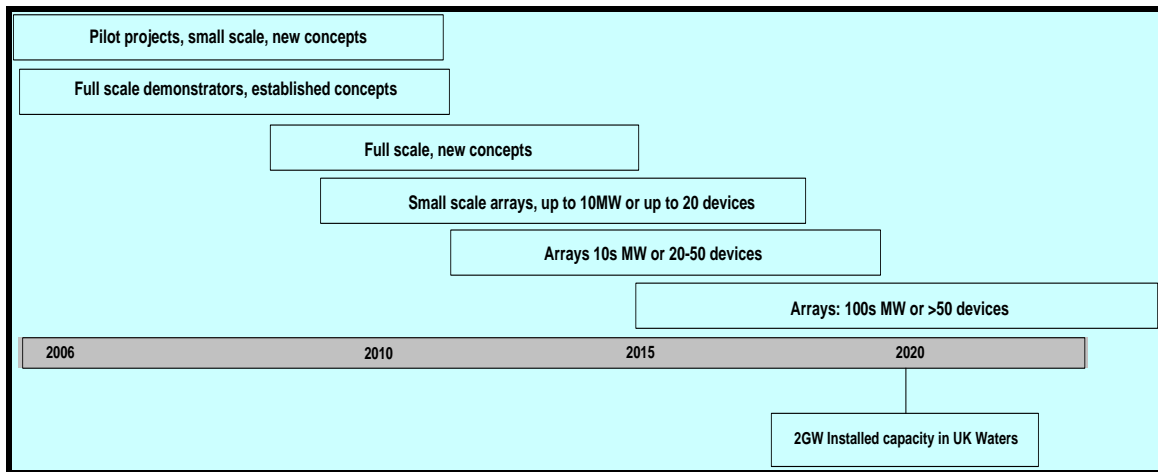 Pilot projects, small scale, new concepts
Full scale demonstrators, established concepts
Full scale, new concepts
Small scale arrays, up to 10MW or up to 20 devices
Arrays 10s MW or 20-50 devices
Arrays: 100s MW or >50 devices
2006 2010 2015 2020
2GW Installed capacity in UK Waters